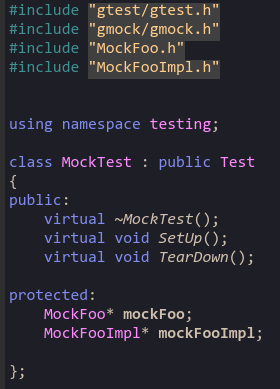 #include "gtest/gtest.h"
#include "gmock/gmock.h"
#include "MockFoo.h"
#include "MockFooImpl.h"
using namespace testing;
class MockTest : public Test
{
public:
    virtual ~MockTest();
    virtual void SetUp();
    virtual void TearDown();
protected:
    MockFoo* mockFoo;
    MockFooImpl* mockFooImpl;
};